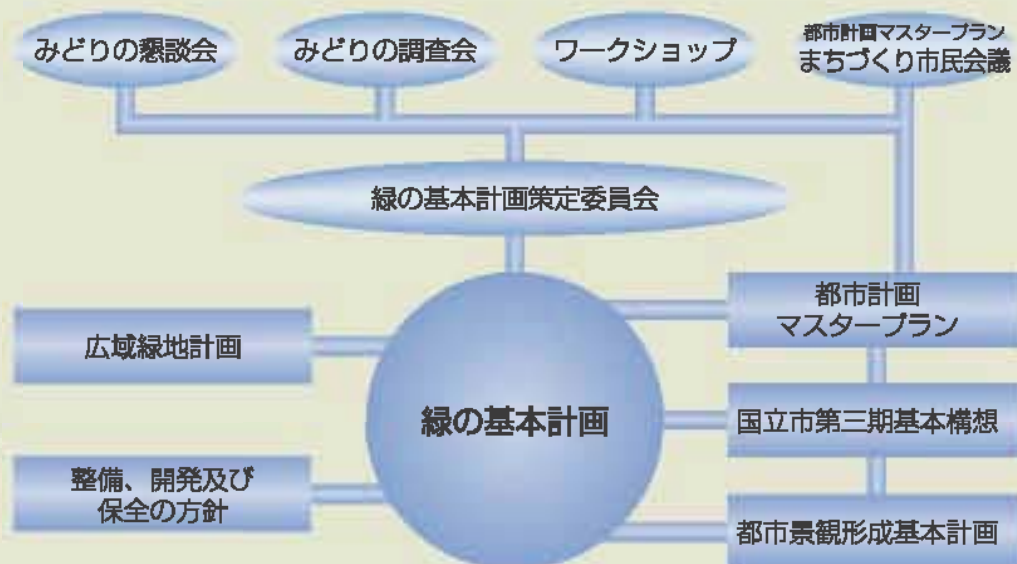 みどりの懇談会
みどりの調査会
ワークショップ
都市計画マスタープラン
まちづくり市民会議
緑の基本計画策定委員会
都市計画
マスタープラン
広域緑地計画
緑の基本計画
国立市第三期基本構想
整備、開発及び
保全の方針
都市景観形成基本計画